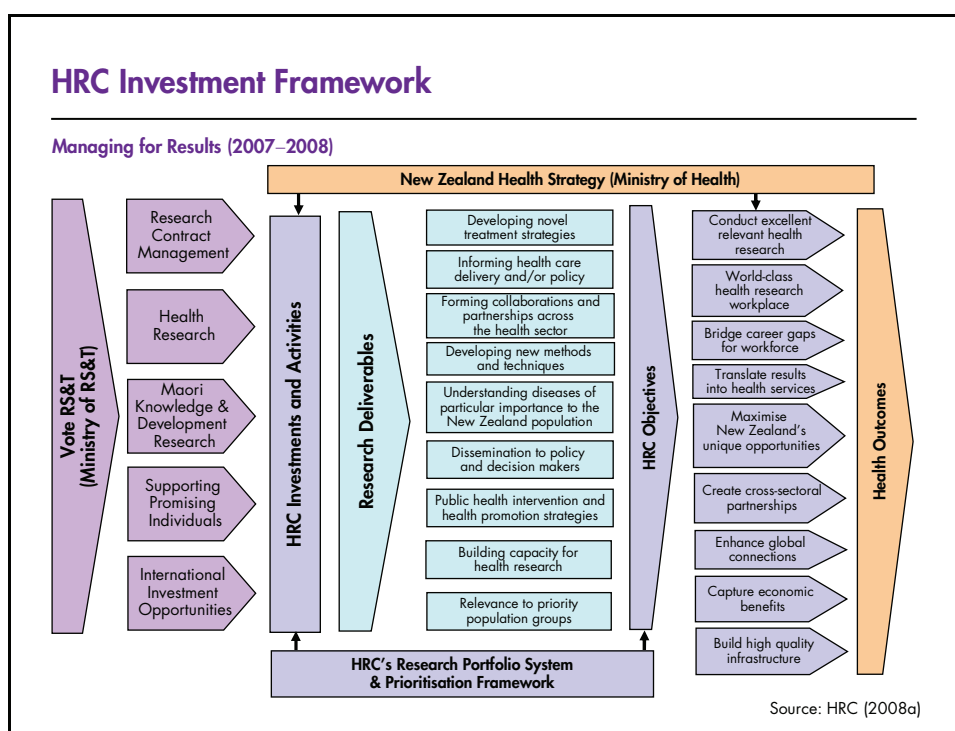 HRC Investment Framework
Managing for Results (2007–2008)
New Zealand Health Strategy (Ministry of Health)
Vote RS&T
(Ministry of RS&T)
Research
Contract
Management
Health
Research
Maori
Knowledge &
Development
Research
Supporting
Promising
Individuals
International
Investment
Opportunities
HRC Investments and Activities
Research Deliverables
Developing novel
treatment strategies
Informing health care
delivery and/or policy
Forming collaborations and
partnerships across
the health sector
Developing new methods
and techniques
Understanding diseases of
particular importance to the
New Zealand population
Dissemination to policy
and decision makers
Public health intervention and
health promotion strategies
Building capacity for
health research
Relevance to priority
population groups
HRC Objectives
Conduct excellent
relevant health
research
World-class
health research
workplace
Bridge career gaps
for workforce
Translate results
into health services
Maximise
New Zealand's
unique opportunities
Create cross-sectoral
partnerships
Enhance global
connections
Capture economic
benefits
Build high quality
infrastructure
Health Outcomes
HRC's Research Portfolio System
& Prioritisation Framework
Source: HRC (2008a)